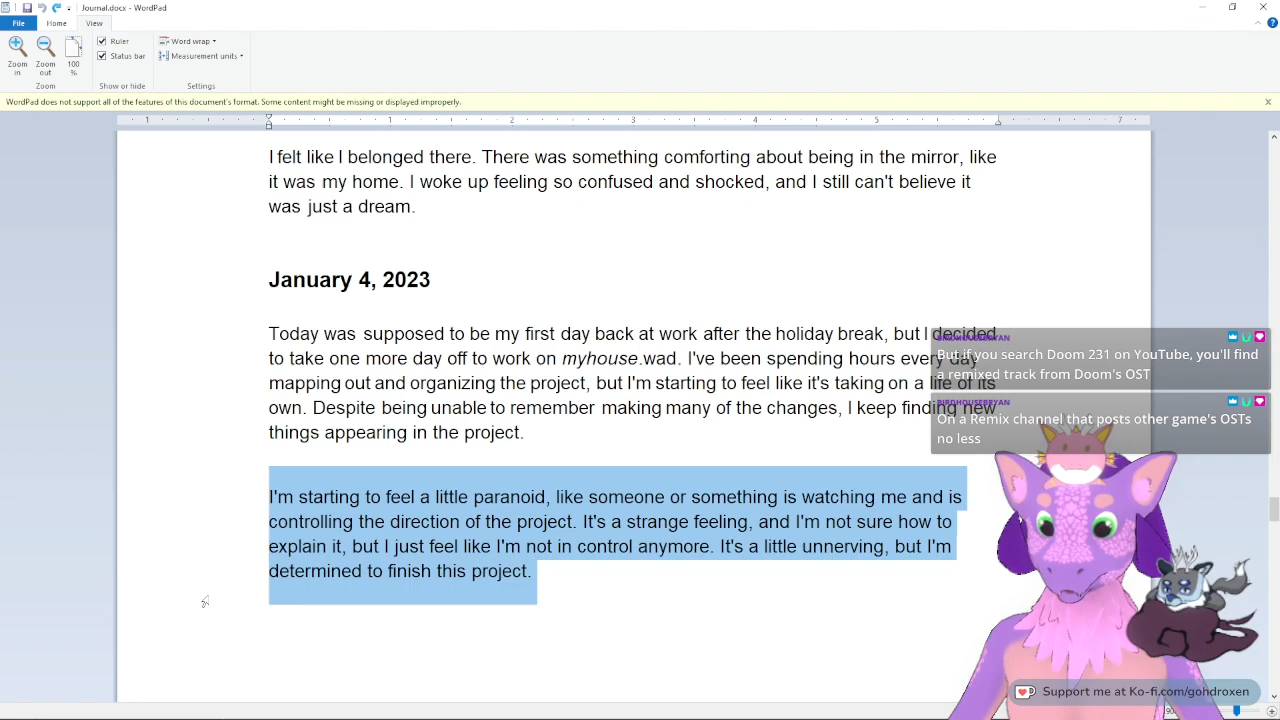 Journal.docx - WordPad
File
Home
View
Zoom in
Zoom out
100 %
Ruler
Status bar
Word wrap
Measurement units
Zoom
Show or hide
Settings
WordPad does not support all of the features of this document's format. Some content might be missing or displayed improperly.
1 1 2 3 4 5 7
I felt like I belonged there. There was something comforting about being in the mirror, like
it was my home. I woke up feeling so confused and shocked, and I still can't believe it
was just a dream.
January 4, 2023
Today was supposed to be my first day back at work after the holiday break, but I decided
to take one more day off to work on myhouse.wad. I've been spending hours every day
mapping out and organizing the project, but I'm starting to feel like it's taking on a life of its
own. Despite being unable to remember making many of the changes, I keep finding new
things appearing in the project.
I'm starting to feel a little paranoid, like someone or something is watching me and is
controlling the direction of the project. It's a strange feeling, and I'm not sure how to
explain it, but I just feel like I'm not in control anymore. It's a little unnerving, but I'm
determined to finish this project.
BIRDHOUSEBRYAN
But if you search Doom 231 on YouTube, you'll find
a remixed track from Doom's OST
BIRDHOUSEBRYAN
On a Remix channel that posts other game's OSTs
no less
Support me at Ko-fi.com/gohdroxen